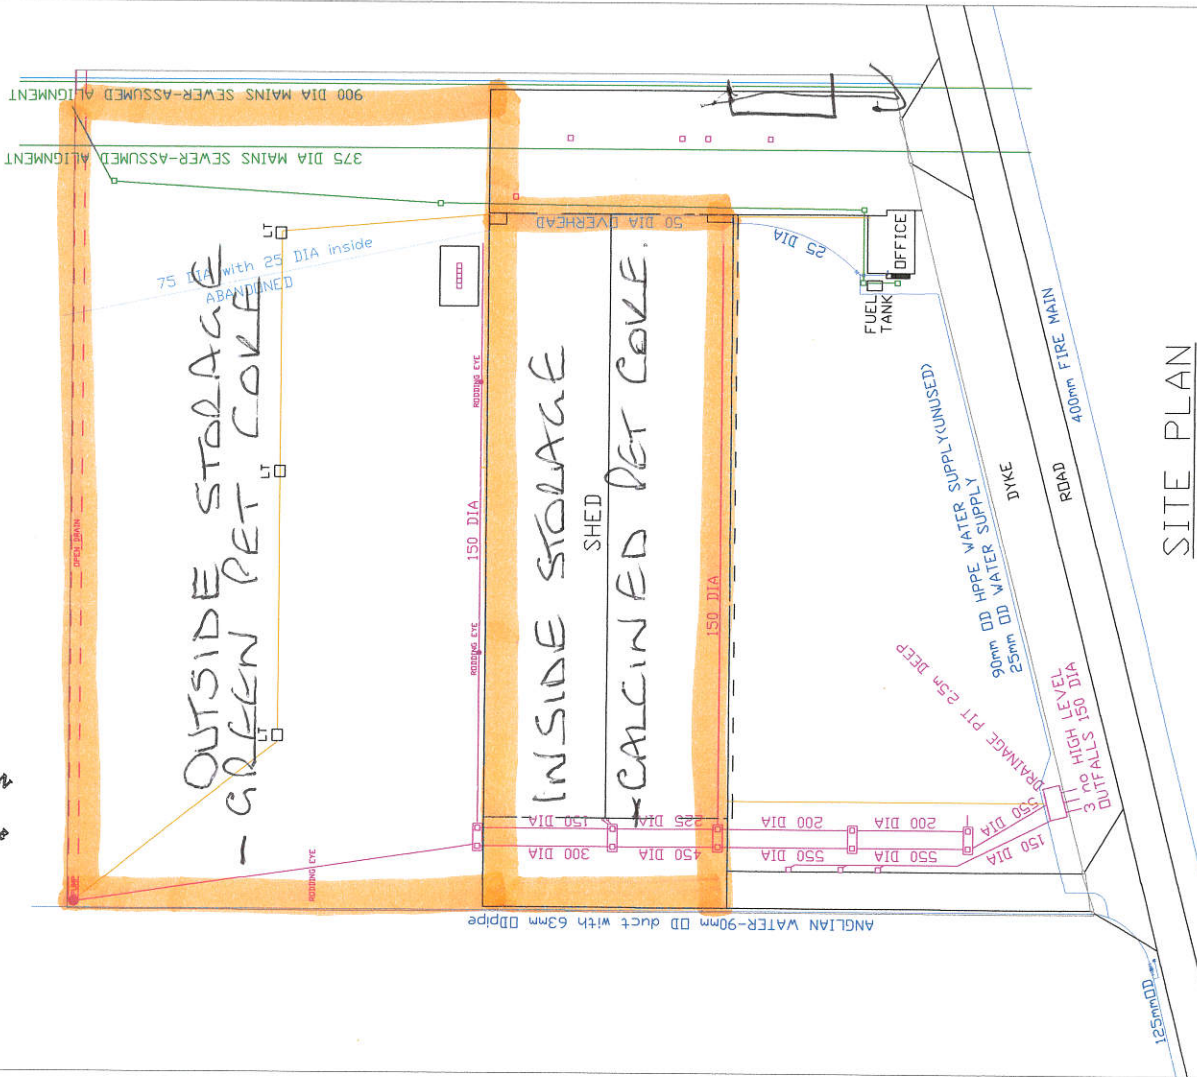 900 DIA MAINS SEWER-ASSUMED ALIGNMENT
375 DIA MAINS SEWER-ASSUMED ALIGNMENT
50 DIA OVERHEAD
25 DIA
OFFICE
FUEL
TANK
LT
75 DIA with 25 DIA inside
ABANDONED
OUTSIDE STORAGE
- GREEN PET COKE
LT
LT
OPEN DRAIN
RODDING EYE
150 DIA
RODDING EYE
INSIDE STORAGE
SHED
- CALCINED PET COKE.
150 DIA
400mm FIRE MAIN
DYKE
ROAD
90mm OD HPPE WATER SUPPLY(UNUSED)
25mm OD WATER SUPPLY
SITE PLAN
DRAINAGE PIT 2.5m DEEP
3 no HIGH LEVEL
OUTFALLS 150 DIA
150 DIA
225 DIA
200 DIA
200 DIA
550 DIA
300 DIA
450 DIA
550 DIA
550 DIA
150 DIA
RODDING EYE
PUMP
ANGLIAN WATER-90mm OD duct with 63mm ODpipe
125mmOD